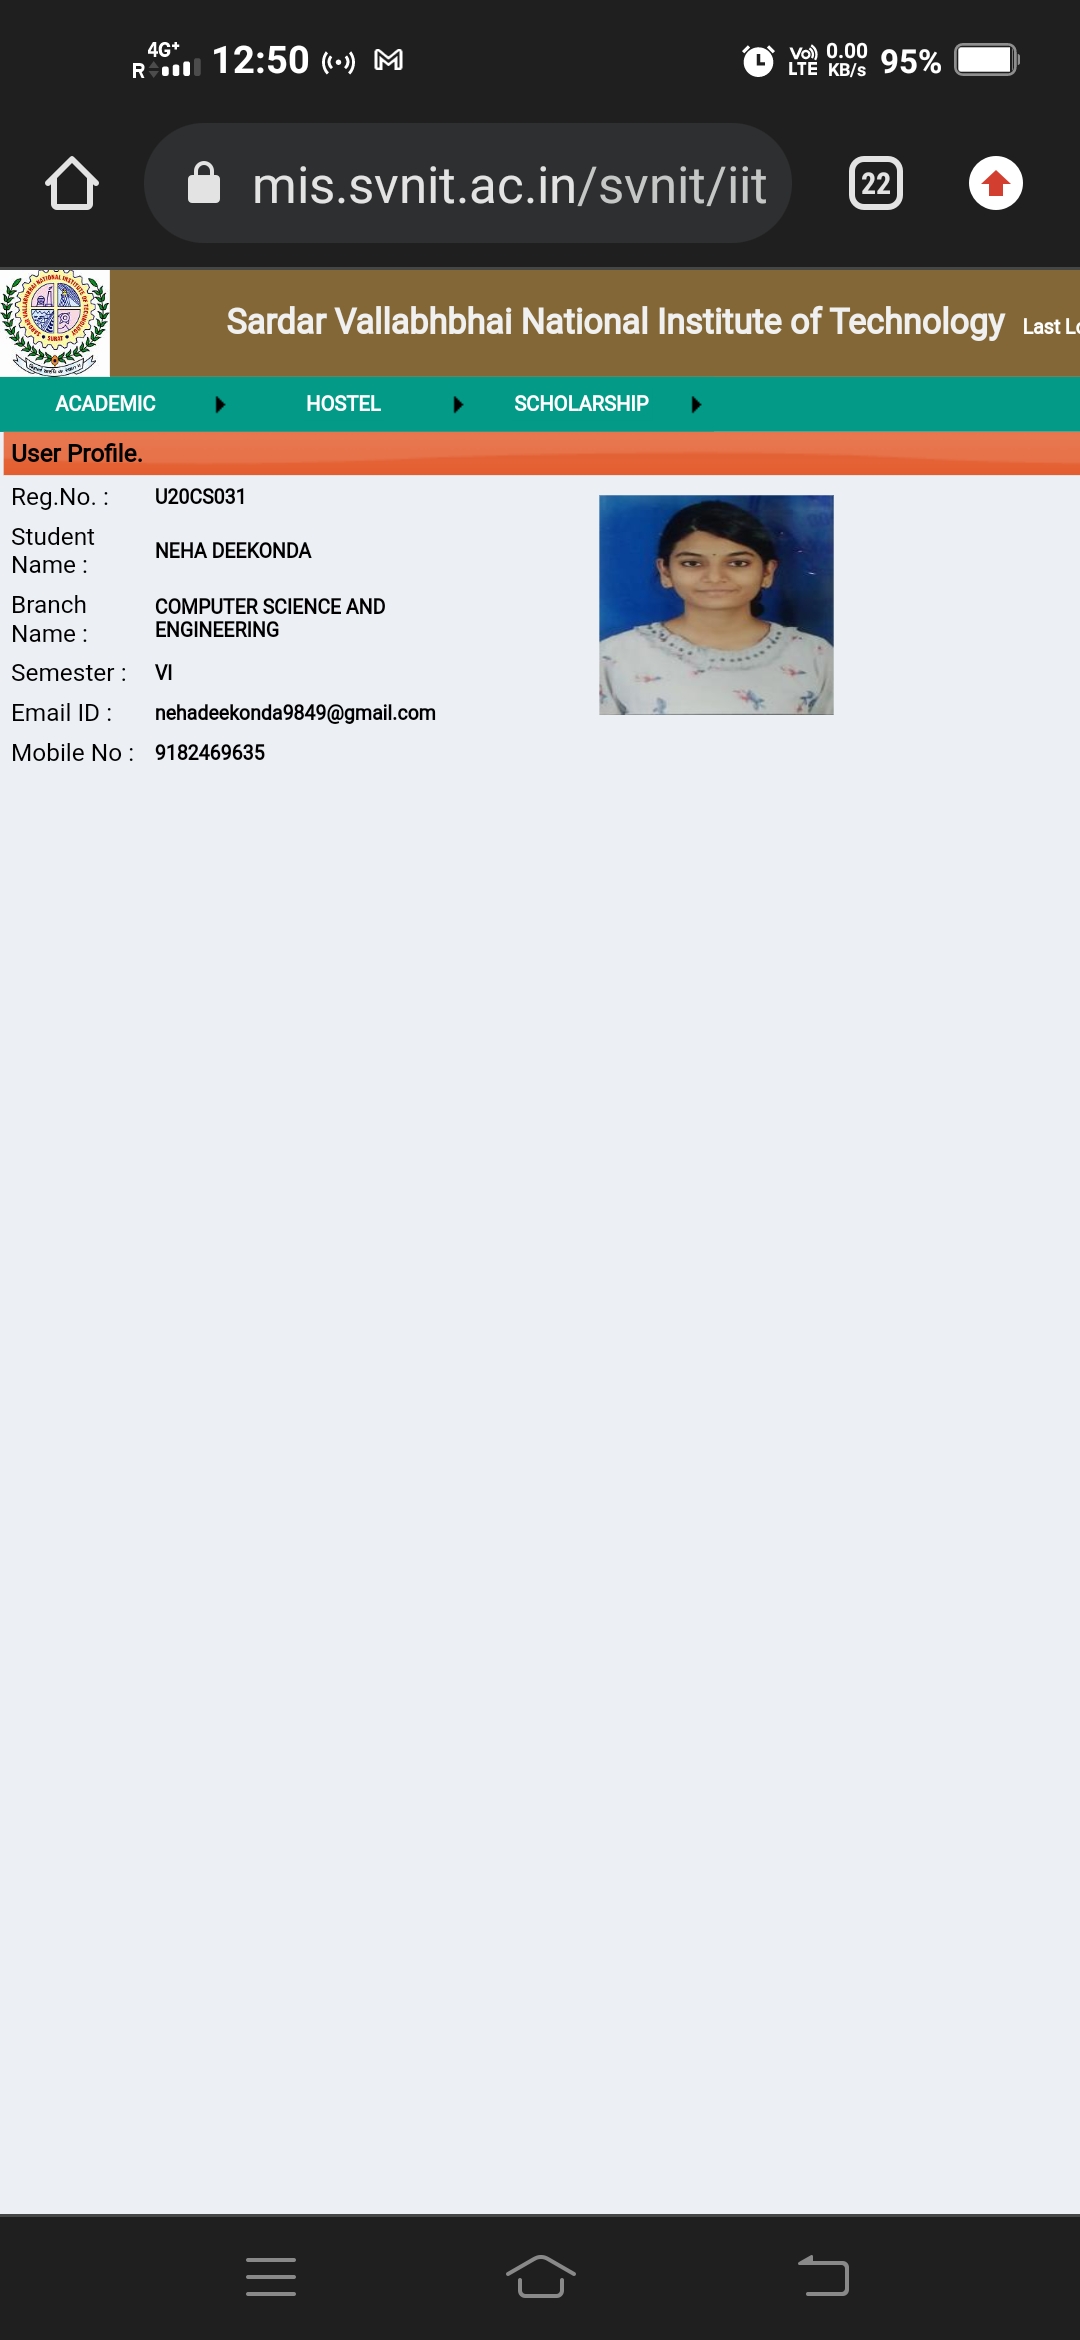 4G+
R 12:50 Vo)) LTE 0.00 KB/s 95%
mis.svnit.ac.in/svnit/iit 22
Sardar Vallabhbhai National Institute of Technology Last Lo
ACADEMIC HOSTEL SCHOLARSHIP
User Profile.
Reg.No. : U20CS031
Student Name : NEHA DEEKONDA
Branch Name : COMPUTER SCIENCE AND
ENGINEERING
Semester : VI
Email ID : nehadeekonda9849@gmail.com
Mobile No : 9182469635